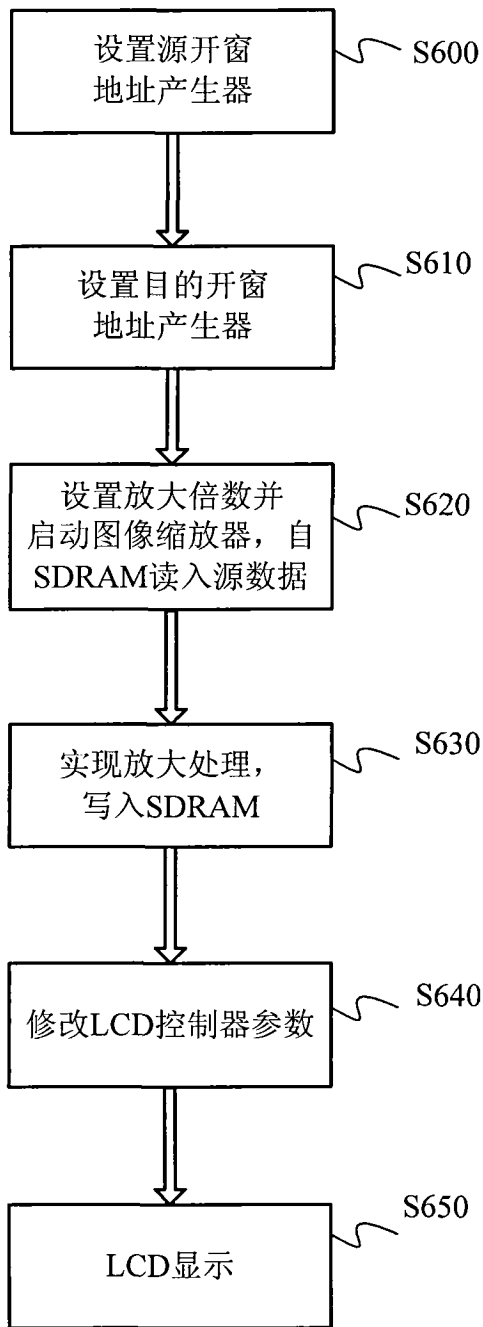 设置源开窗
地址产生器
S600
设置目的开窗
地址产生器
S610
设置放大倍数并
启动图像缩放器，自
SDRAM读入源数据
S620
实现放大处理，
写入SDRAM
S630
修改LCD控制器参数
S640
LCD显示
S650